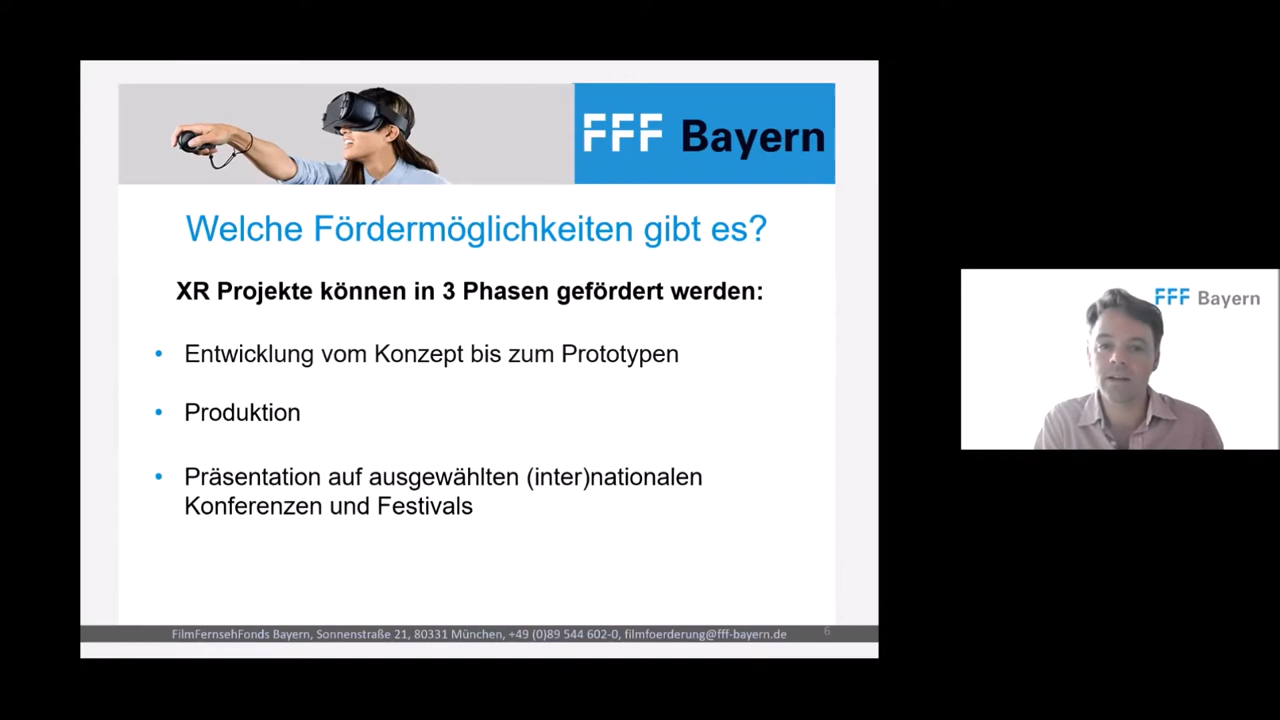 FFF Bayern
Welche Fördermöglichkeiten gibt es?
XR Projekte können in 3 Phasen gefördert werden:
• Entwicklung vom Konzept bis zum Prototypen
• Produktion
• Präsentation auf ausgewählten (inter)nationalen
Konferenzen und Festivals
FilmFernsehFonds Bayern, Sonnenstraße 21, 80331 München, +49 (0)89 544 602-0, filmfoerderung@fff-bayern.de
6
FFF Bayern